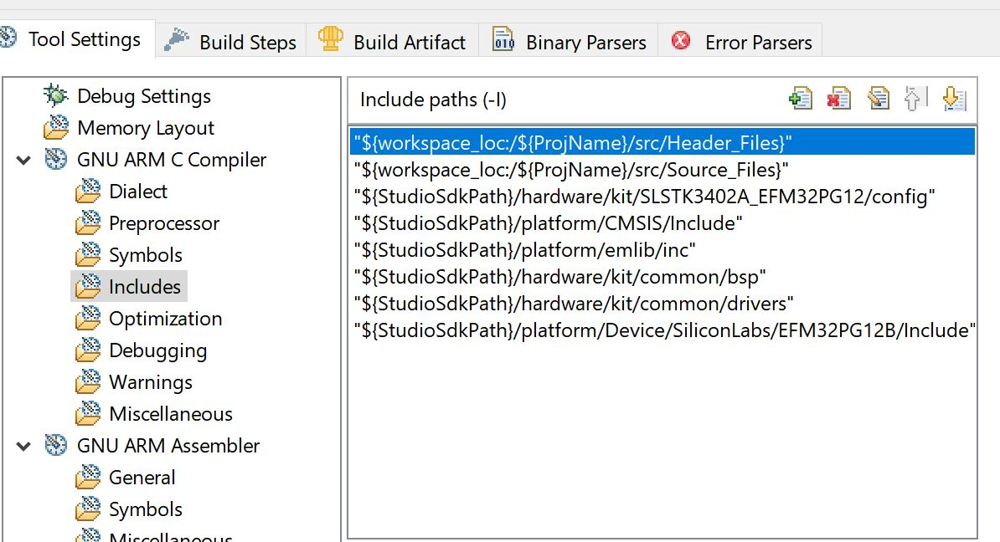 Tool Settings
Build Steps
Build Artifact
Binary Parsers
Error Parsers
Debug Settings
Memory Layout
GNU ARM C Compiler
Dialect
Preprocessor
Symbols
Includes
Optimization
Debugging
Warnings
Miscellaneous
GNU ARM Assembler
General
Symbols
Miscellaneous
Include paths (-I)
"${workspace_loc:/${ProjName}/src/Header_Files}"
"${workspace_loc:/${ProjName}/src/Source_Files}"
"${StudioSdkPath}/hardware/kit/SLSTK3402A_EFM32PG12/config"
"${StudioSdkPath}/platform/CMSIS/Include"
"${StudioSdkPath}/platform/emlib/inc"
"${StudioSdkPath}/hardware/kit/common/bsp"
"${StudioSdkPath}/hardware/kit/common/drivers"
"${StudioSdkPath}/platform/Device/SiliconLabs/EFM32PG12B/Include"